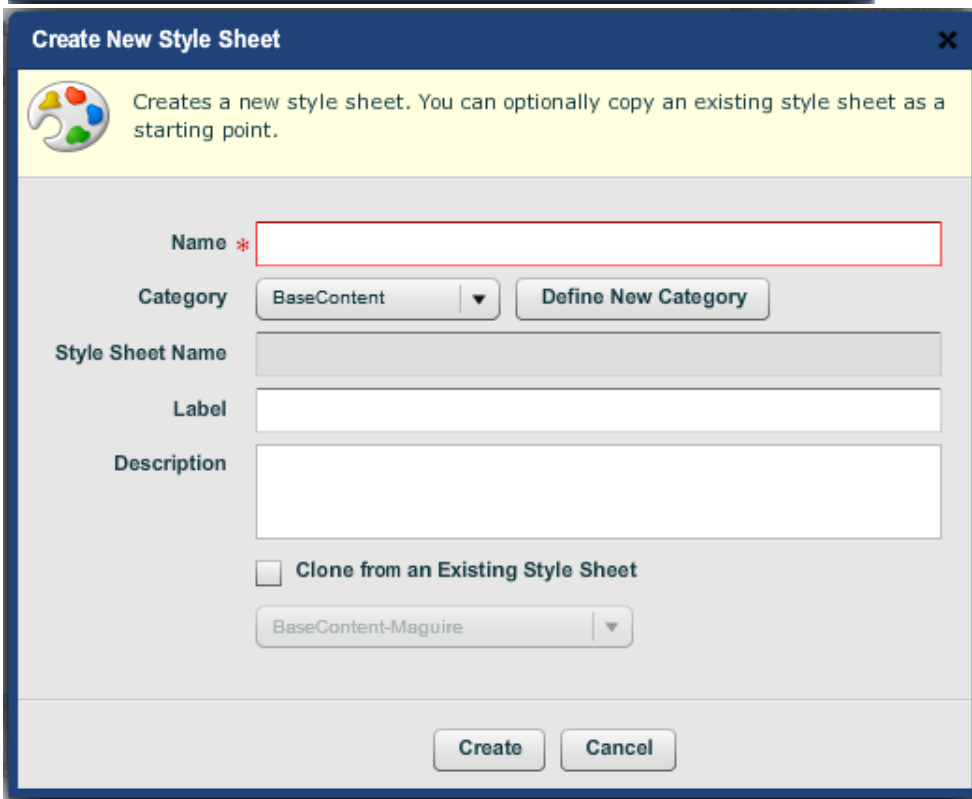 Create New Style Sheet
Creates a new style sheet. You can optionally copy an existing style sheet as a
starting point.
Name *
Category BaseContent Define New Category
Style Sheet Name
Label
Description
Clone from an Existing Style Sheet
BaseContent-Maguire
Create Cancel